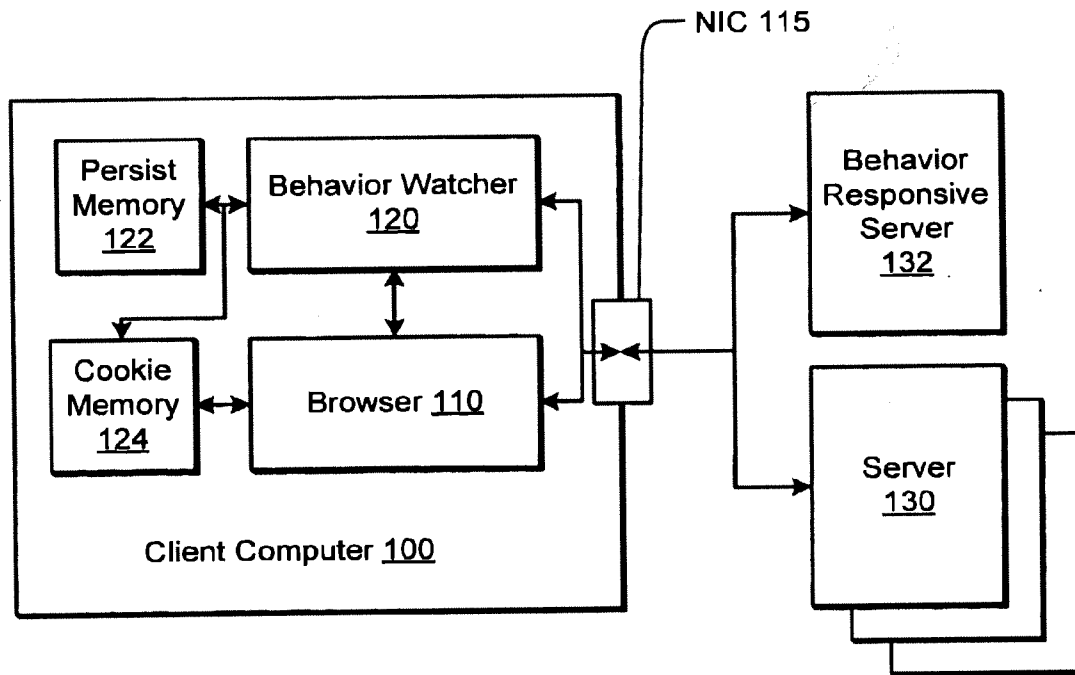 NIC 115
Persist
Memory
122
Behavior Watcher
120
Behavior
Responsive
Server
132
Cookie
Memory
124
Browser 110
Server
130
Client Computer 100